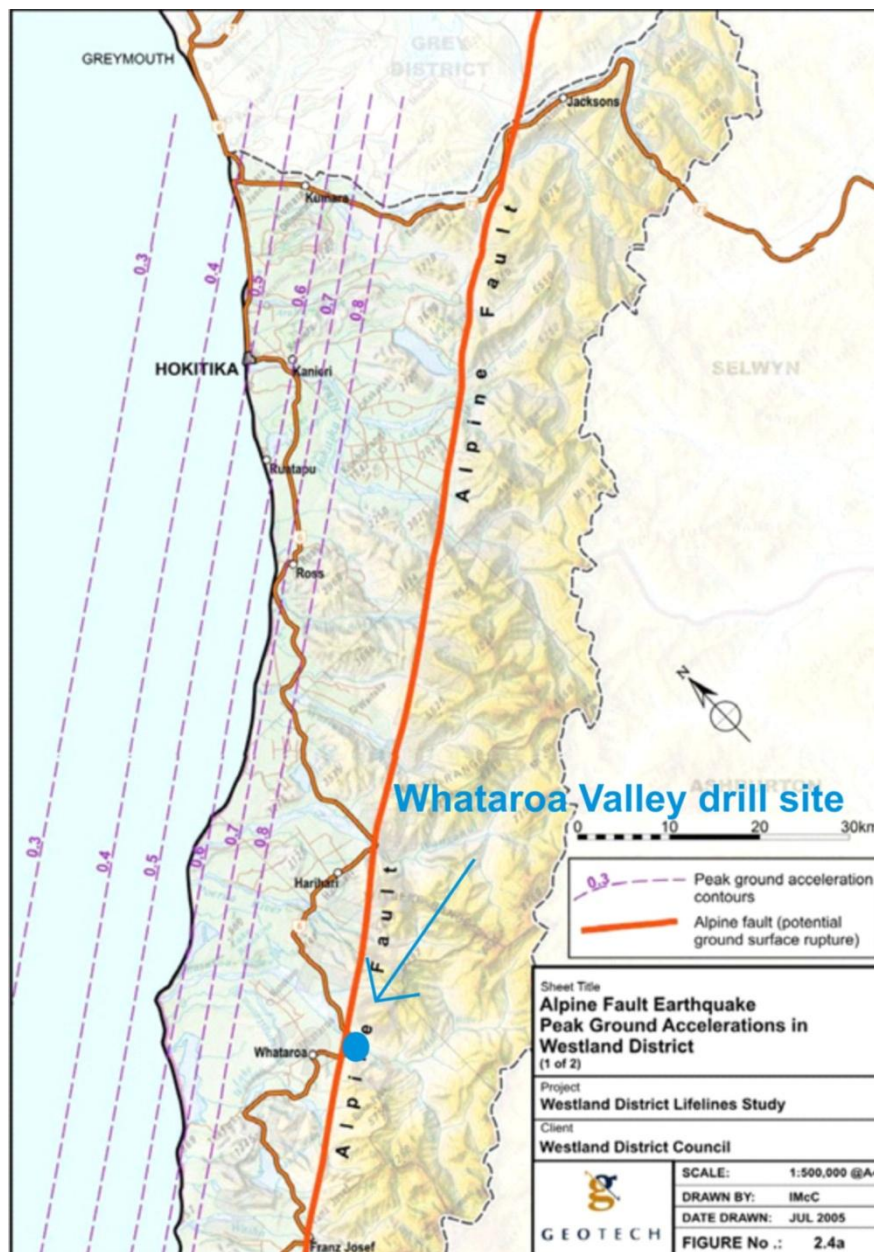 GREYMOUTH
GREY
DISTRICT
Jacksons
Kumara
0.3
0.4
0.5
0.6
0.7
0.8
Alpine Fault
HOKITIKA
Kanieri
SELWYN
Ruatapu
Ross
N
ASHBURTON
Whataroa Valley drill site
0 10 20 30km
0.3
0.4
0.5
0.6
0.7
0.8
Harihari
0.3
Peak ground acceleration
contours
Alpine fault (potential
ground surface rupture)
Alpine Fault
Whataroa
Franz Josef
Sheet Title
Alpine Fault Earthquake
Peak Ground Accelerations in
Westland District
(1 of 2)
Project
Westland District Lifelines Study
Client
Westland District Council
GEOTECH
SCALE: 1:500,000 @A4
DRAWN BY: IMcC
DATE DRAWN: JUL 2005
FIGURE No .: 2.4a